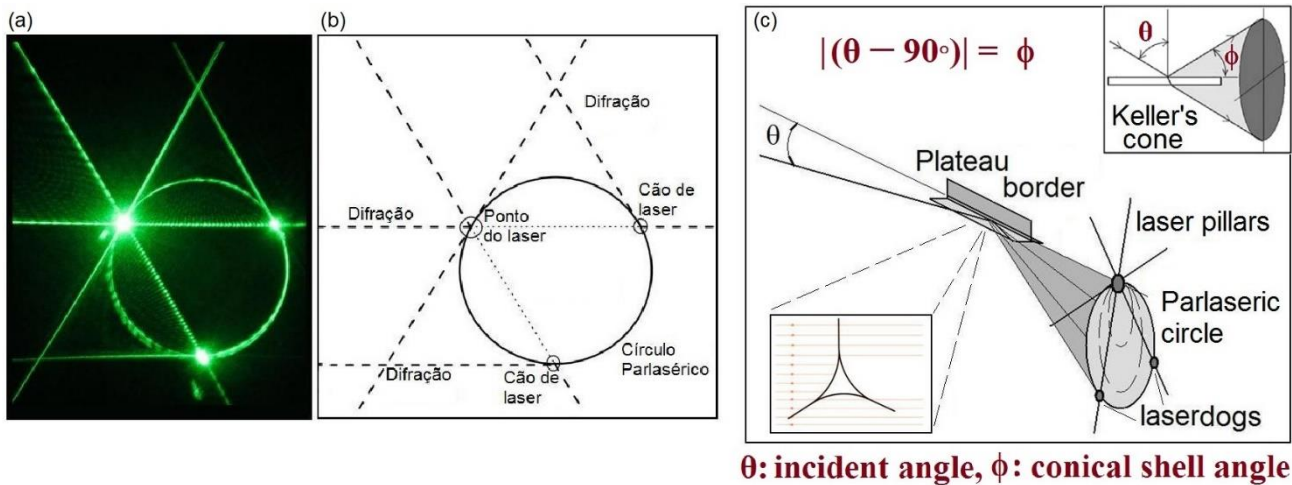 (a)
(b)
Difração
Difração
Ponto
do laser
Cão de
laser
Difração
Cão de
laser
Círculo
Parlasérico
(c)
|(θ − 90°)| = ϕ
θ
ϕ
Keller's
cone
θ
Plateau
border
laser pillars
Parlaseric
circle
laserdogs
θ: incident angle, ϕ: conical shell angle